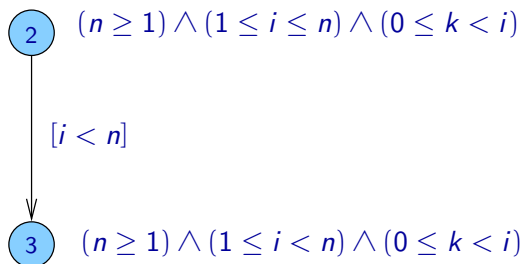 2 (n ≥ 1) ∧ (1 ≤ i ≤ n) ∧ (0 ≤ k < i)
[i < n]
3 (n ≥ 1) ∧ (1 ≤ i < n) ∧ (0 ≤ k < i)